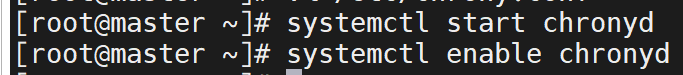 [root@master ~]# systemctl start chronyd
[root@master ~]# systemctl enable chronyd